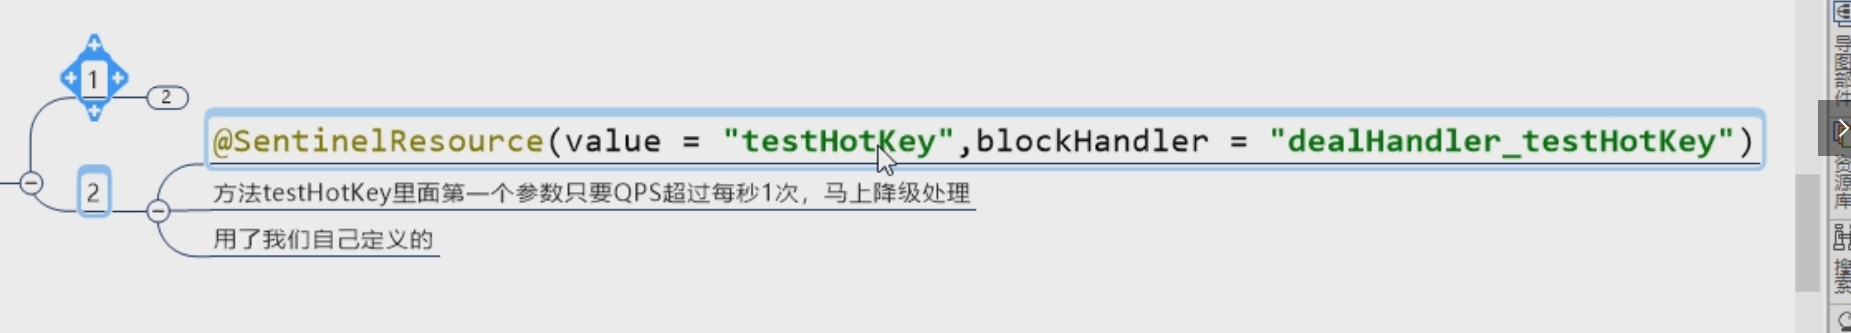 1
2
@SentinelResource(value = "testHotKey",blockHandler = "dealHandler_testHotKey")
2
方法testHotKey里面第一个参数只要QPS超过每秒1次，马上降级处理
用了我们自己定义的
导图部件
资源库
搜索